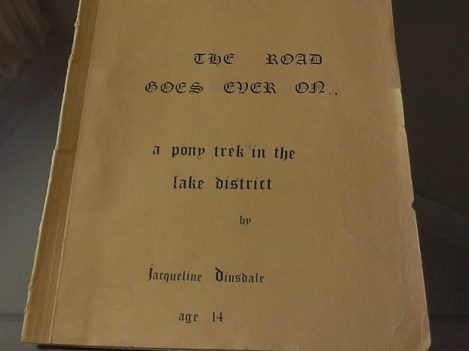 THE ROAD
GOES EVER ON..
a pony trek in the
lake district
by
Jacqueline Dinsdale
age 14